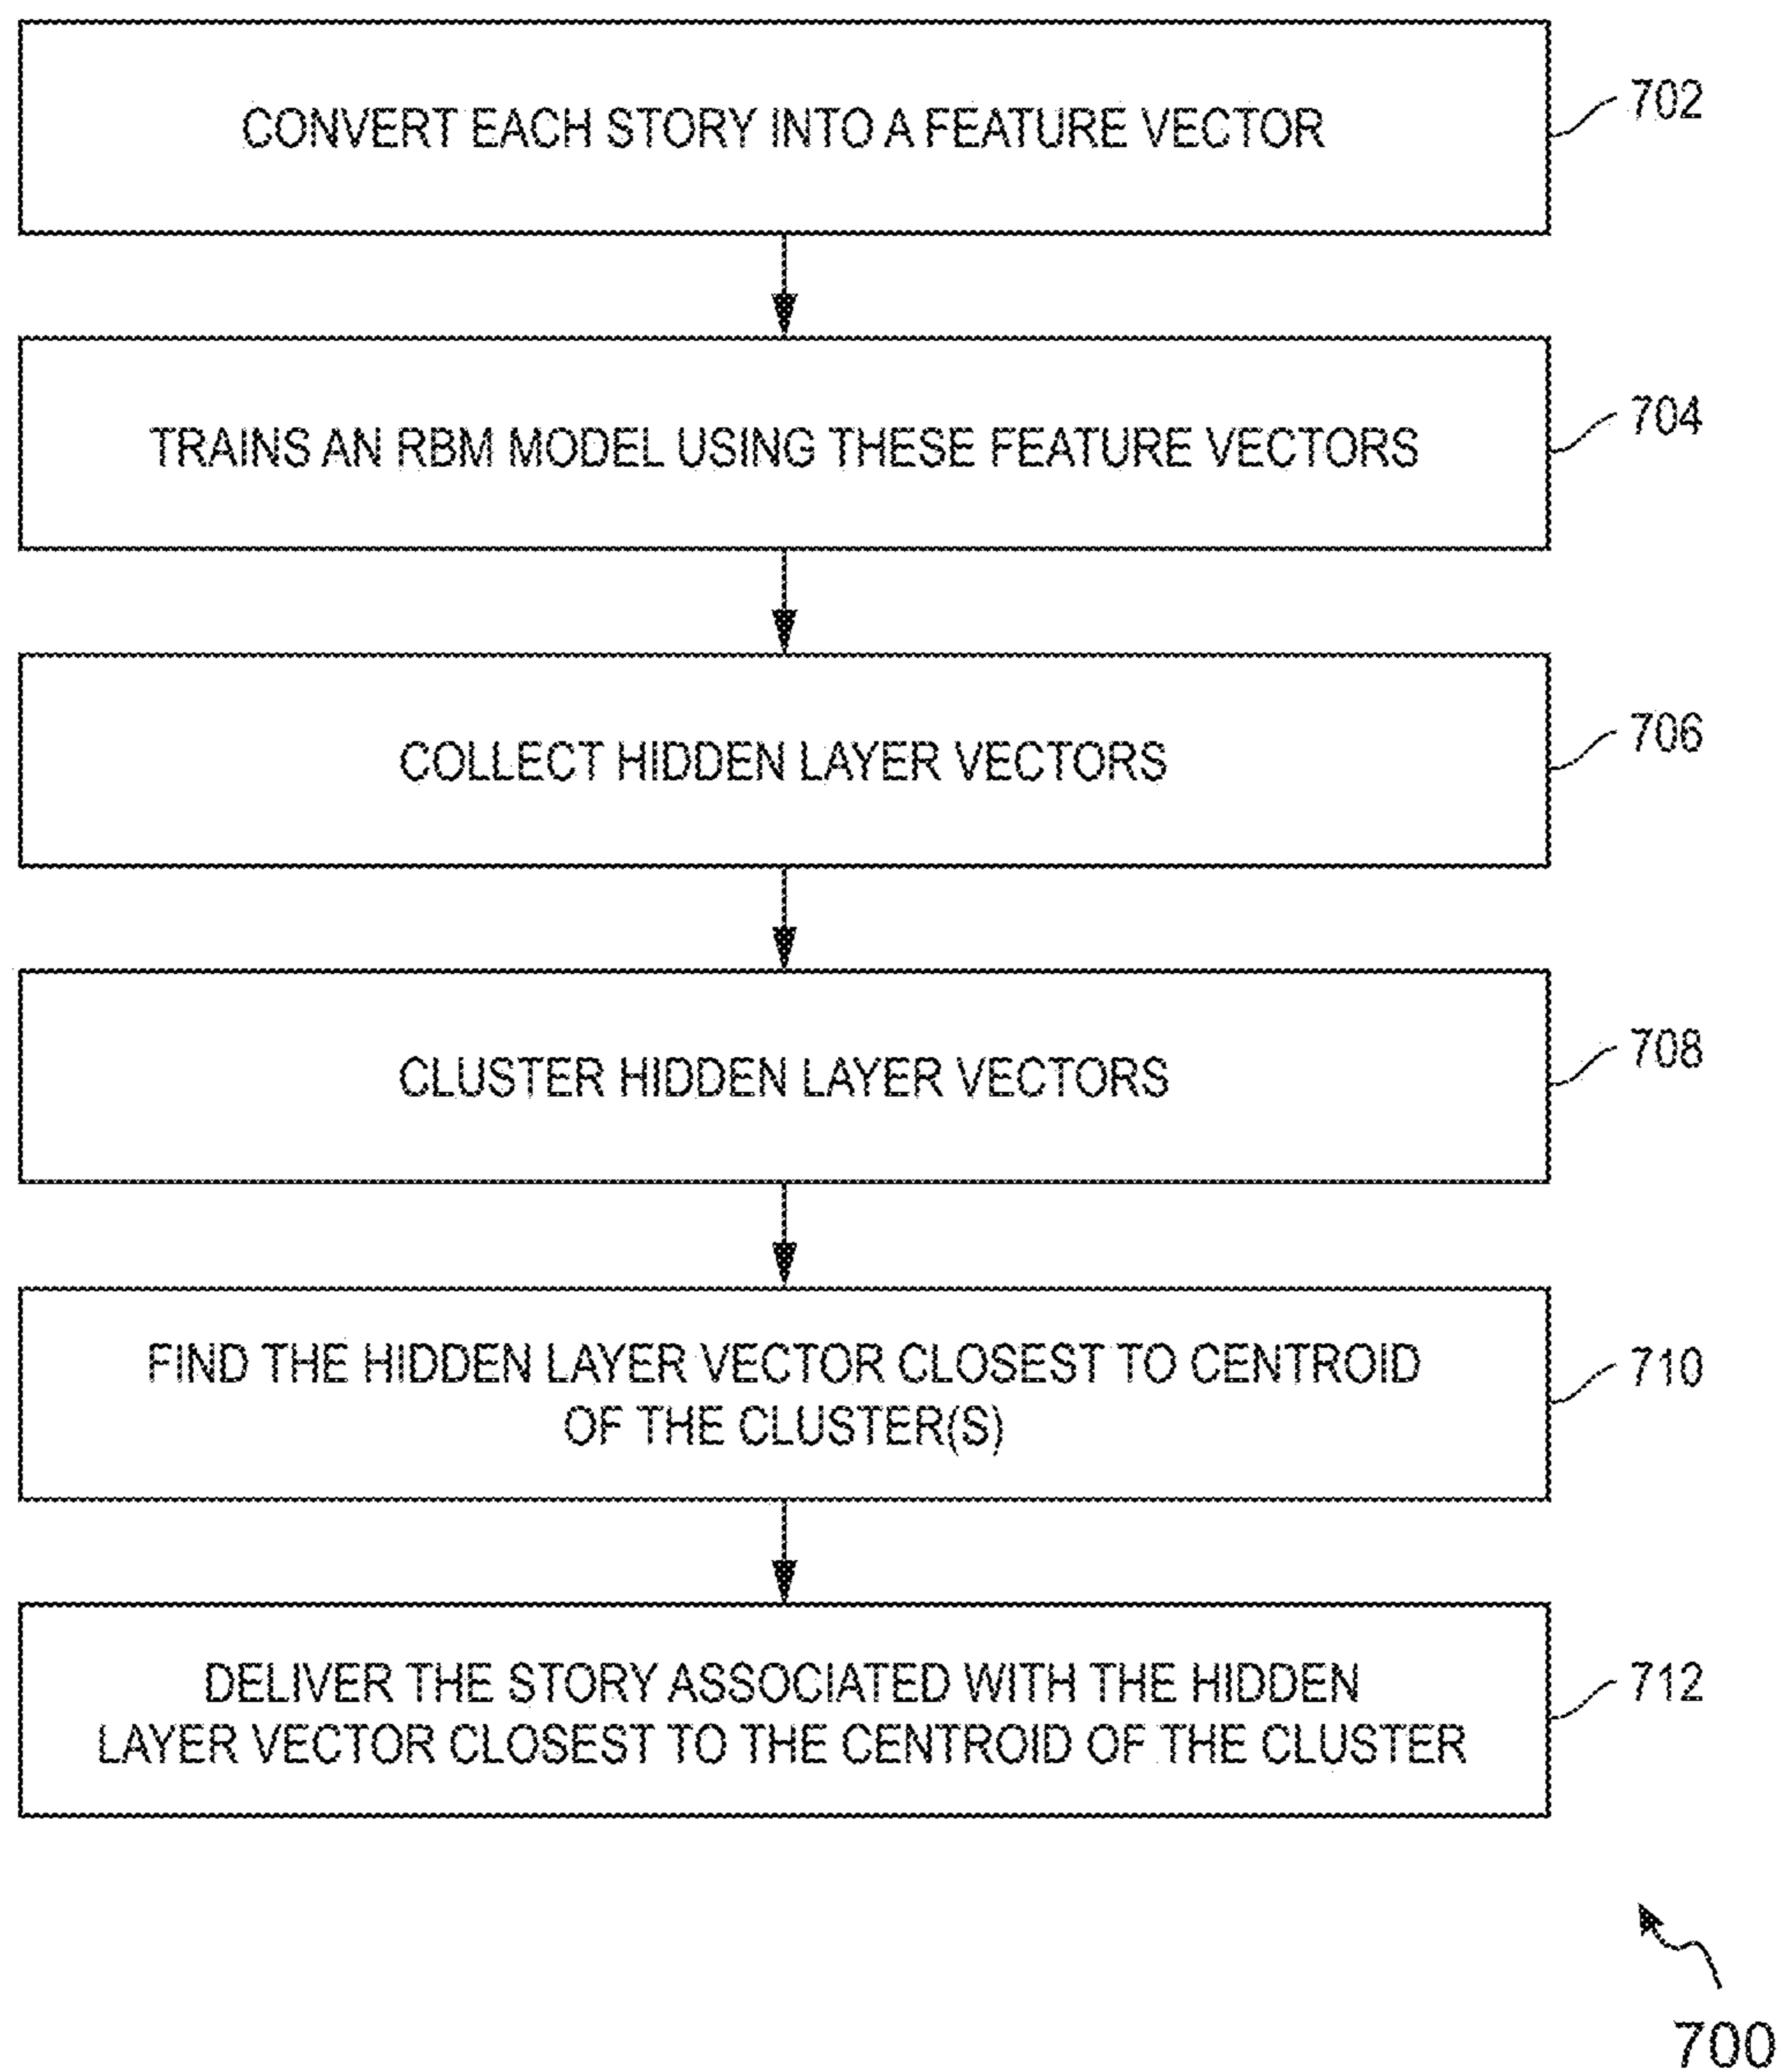 CONVERT EACH STORY INTO A FEATURE VECTOR
702
TRAINS AN RBM MODEL USING THESE FEATURE VECTORS
704
COLLECT HIDDEN LAYER VECTORS
706
CLUSTER HIDDEN LAYER VECTORS
708
FIND THE HIDDEN LAYER VECTOR CLOSEST TO CENTROID
OF THE CLUSTER(S)
710
DELIVER THE STORY ASSOCIATED WITH THE HIDDEN
LAYER VECTOR CLOSEST TO THE CENTROID OF THE CLUSTER
712
700